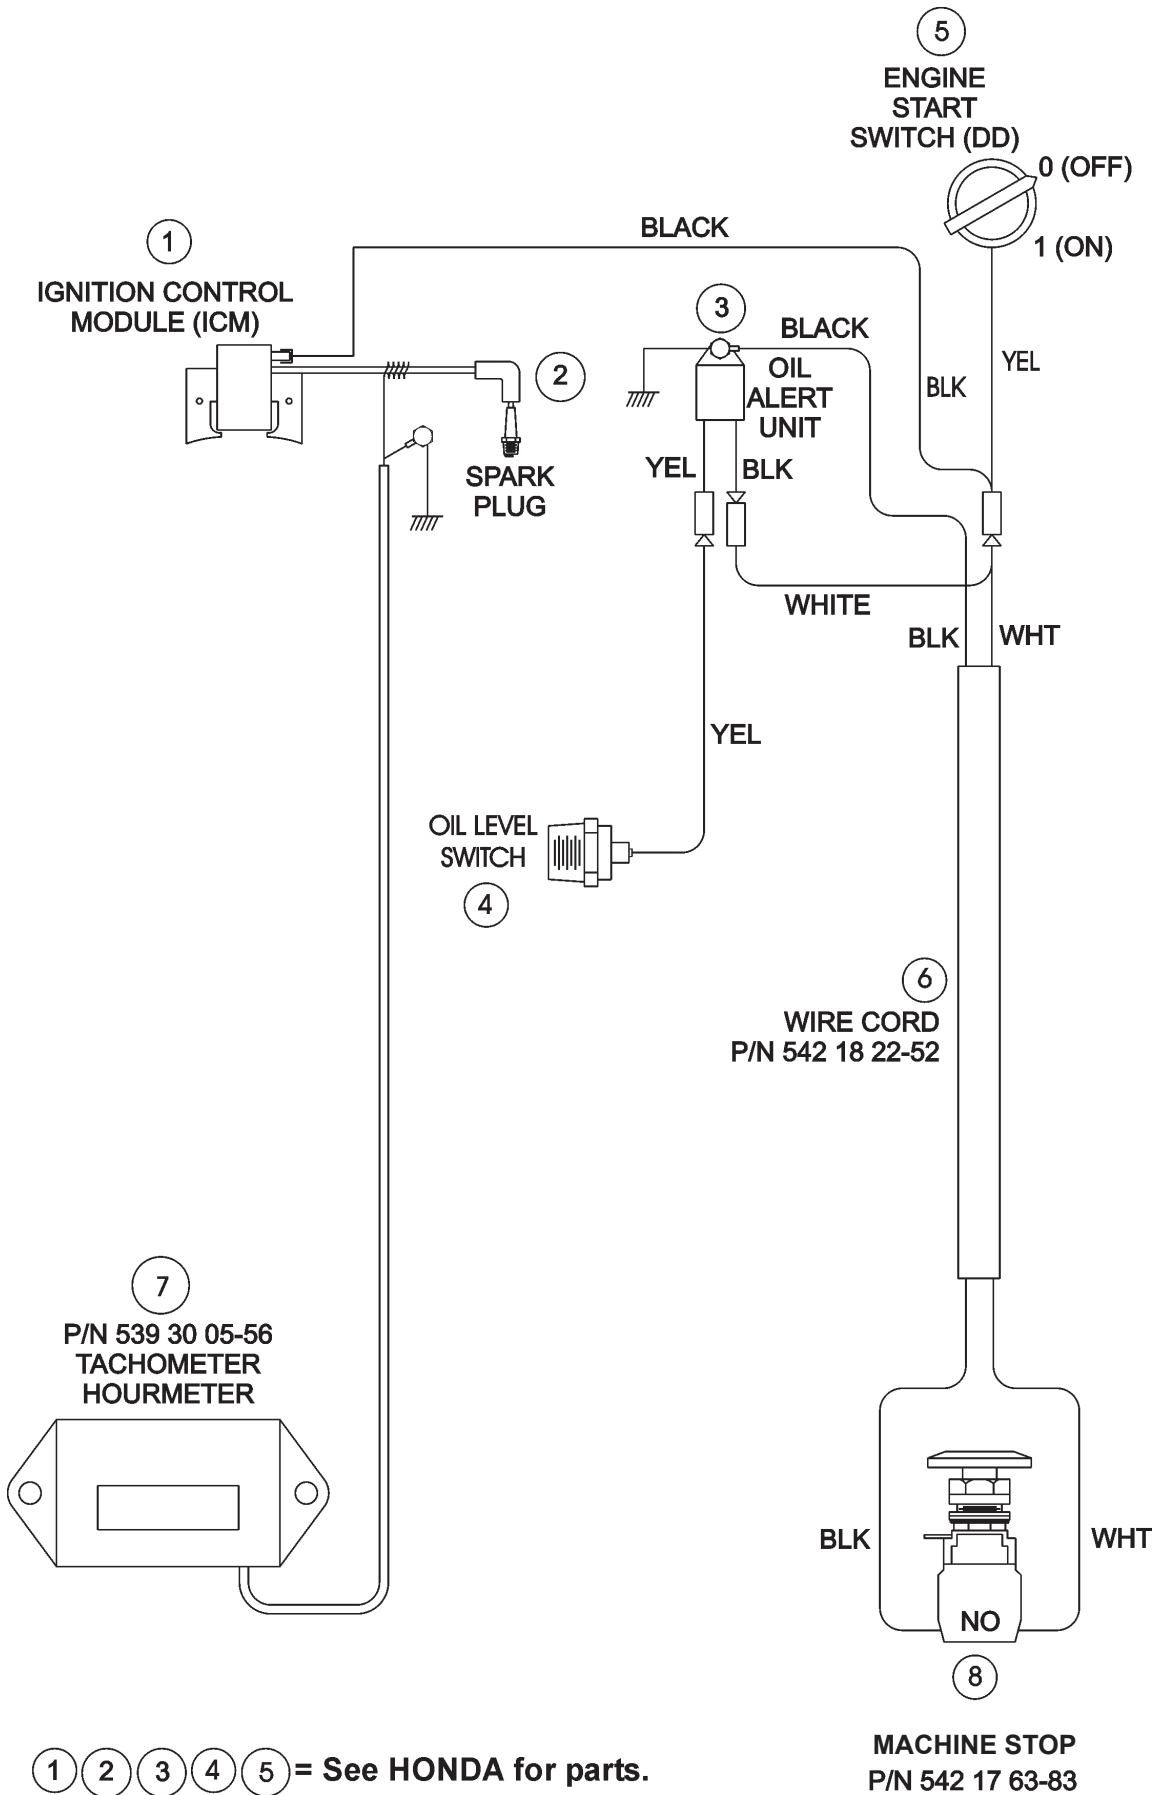 5
ENGINE
START
SWITCH (DD)
0 (OFF)
1 (ON)
1
IGNITION CONTROL
MODULE (ICM)
BLACK
3
BLACK
OIL
ALERT
UNIT
YEL
BLK
2
SPARK
PLUG
YEL
BLK
WHITE
BLK
WHT
YEL
OIL LEVEL
SWITCH
4
6
WIRE CORD
P/N 542 18 22-52
7
P/N 539 30 05-56
TACHOMETER
HOURMETER
BLK
WHT
NO
8
MACHINE STOP
P/N 542 17 63-83
1 2 3 4 5 = See HONDA for parts.